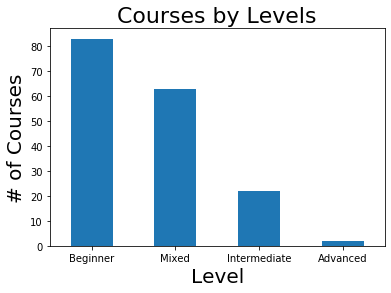 Courses by Levels
# of Courses
80
70
60
50
40
30
20
10
0
Beginner Mixed Intermediate Advanced
Level